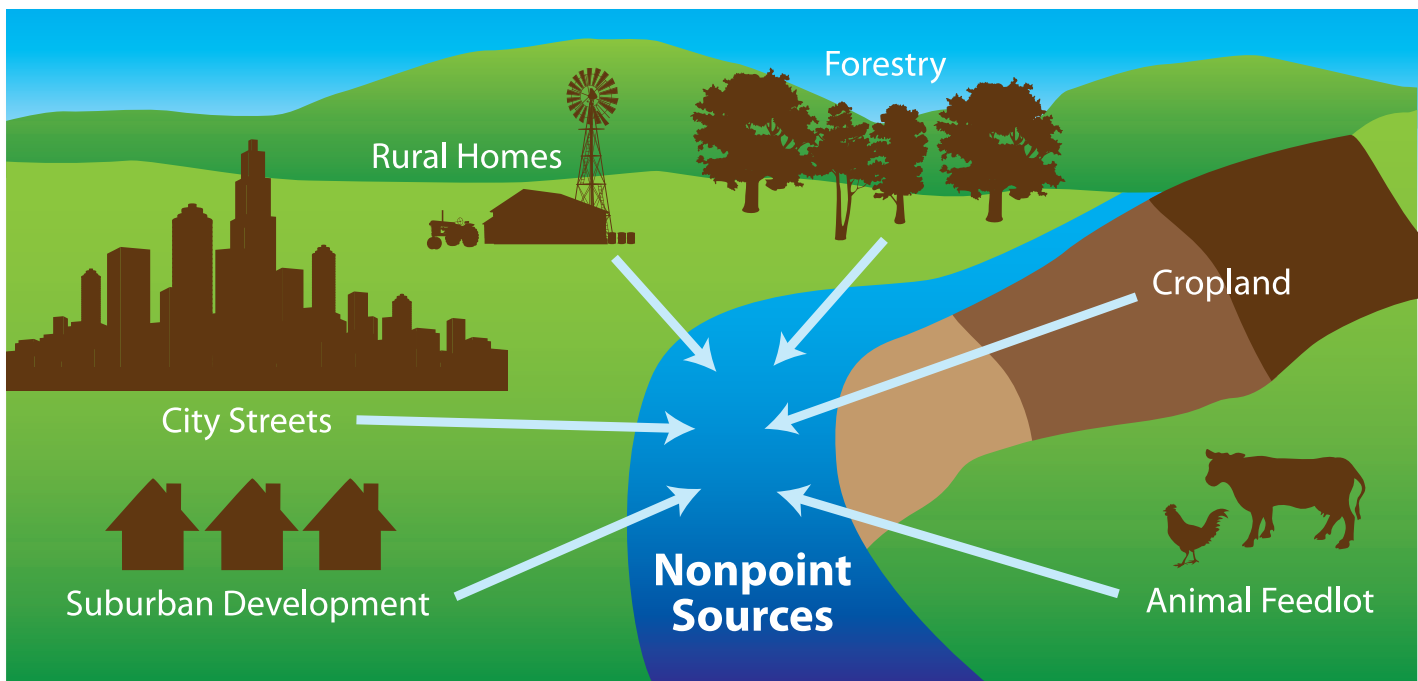 Forestry
Rural Homes
Cropland
City Streets
Nonpoint
Sources
Suburban Development
Animal Feedlot